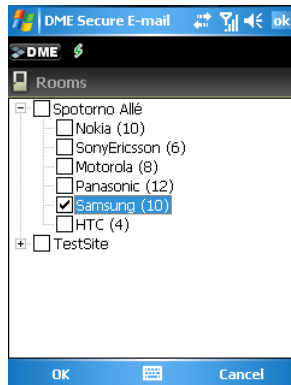 DME Secure E-mail ok
DME
Rooms
Spotorno Allé
Nokia (10)
SonyEricsson (6)
Motorola (8)
Panasonic (12)
Samsung (10)
HTC (4)
TestSite
OK Cancel